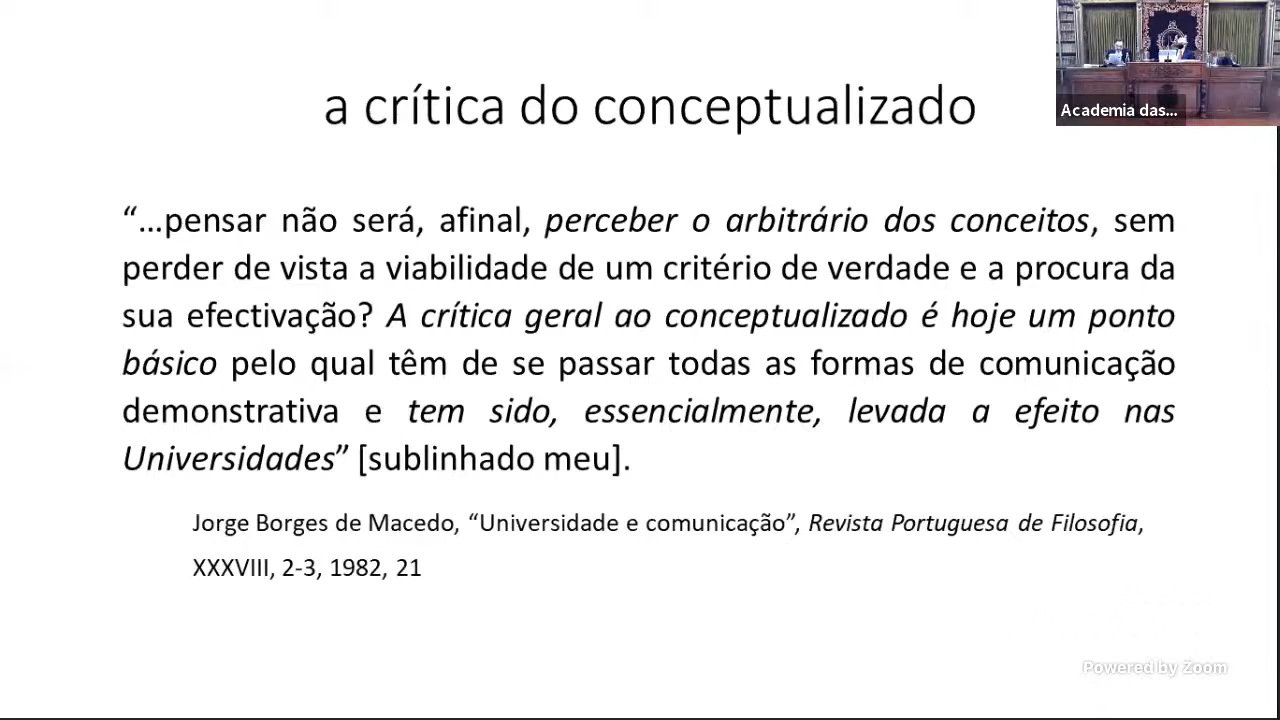 a crítica do conceptualizado
Academia das...
“...pensar não será, afinal, perceber o arbitrário dos conceitos, sem
perder de vista a viabilidade de um critério de verdade e a procura da
sua efectivação? A crítica geral ao conceptualizado é hoje um ponto
básico pelo qual têm de se passar todas as formas de comunicação
demonstrativa e tem sido, essencialmente, levada a efeito nas
Universidades” [sublinhado meu].
Jorge Borges de Macedo, “Universidade e comunicação”, Revista Portuguesa de Filosofia,
XXXVIII, 2-3, 1982, 21
Powered by Zoom